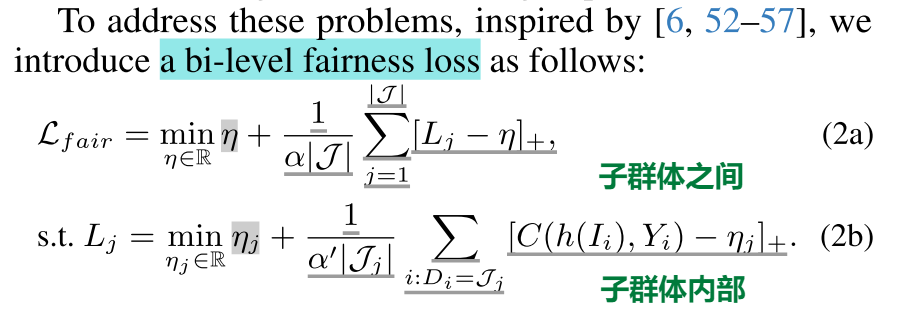 To address these problems, inspired by [6, 52–57], we
introduce a bi-level fairness loss as follows:
$\mathcal{L}_{fair} = \min_{\eta \in \mathbb{R}} \eta + \frac{1}{\alpha|\mathcal{J}|} \sum_{j=1}^{|\mathcal{J}|} [L_j - \eta]_+,$ (2a)
子群体之间
$\text{s.t. } L_j = \min_{\eta_j \in \mathbb{R}} \eta_j + \frac{1}{\alpha'|\mathcal{J}_j|} \sum_{i:D_i=\mathcal{J}_j} [C(h(I_i), Y_i) - \eta_j]_+.$ (2b)
子群体内部